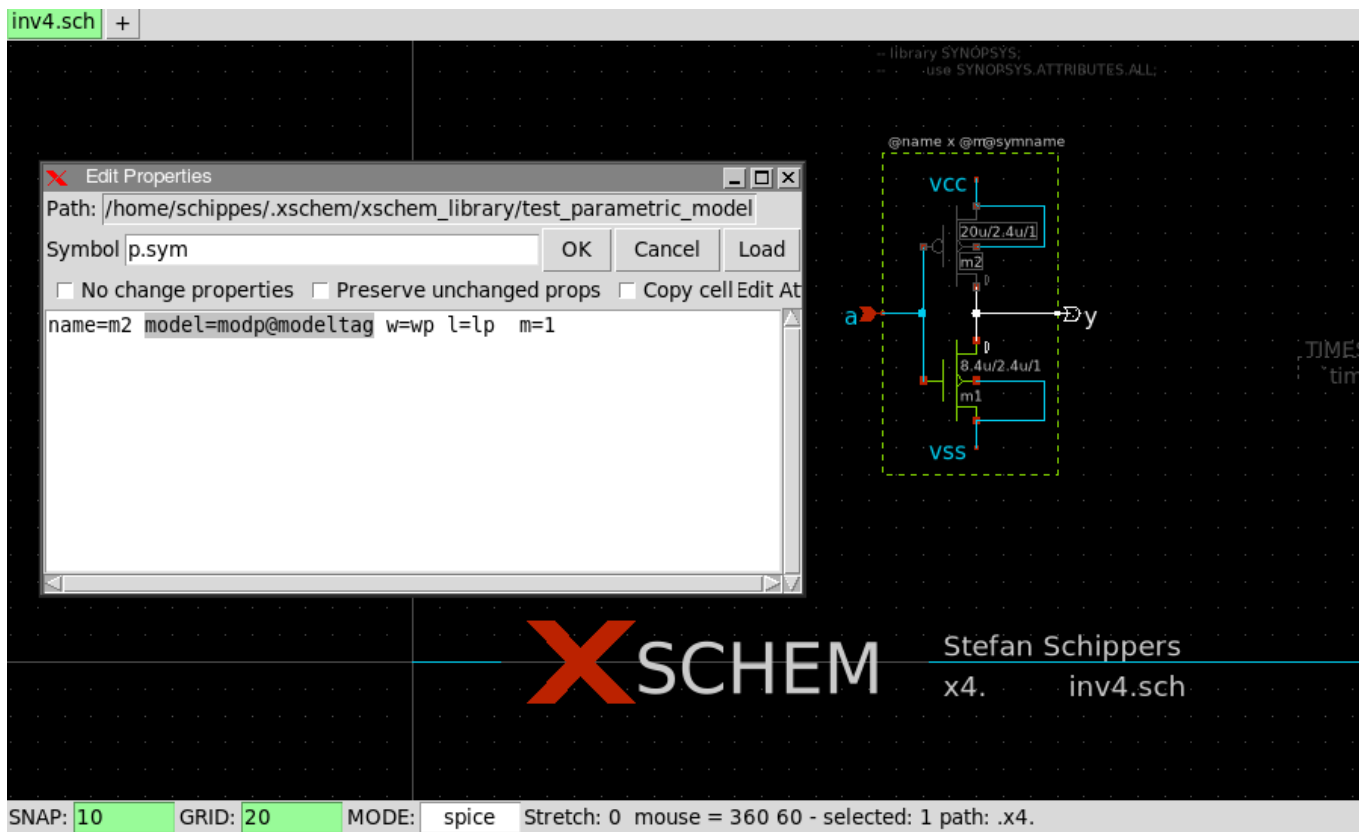 inv4.sch +
-- library SYNOPSYS;
-- use SYNOPSYS.ATTRIBUTES.ALL;
@name x @m@symname
vcc
20u/2.4u/1
m2
D
a
y
D
8.4u/2.4u/1
m1
vss
TIMES
tim
Edit Properties
Path: /home/schippes/.xschem/xschem_library/test_parametric_model
Symbol p.sym OK Cancel Load
No change properties Preserve unchanged props Copy cell Edit At
name=m2 model=modp@modeltag w=wp l=lp m=1
XSCHEM
Stefan Schippers
x4. inv4.sch
SNAP: 10 GRID: 20 MODE: spice Stretch: 0 mouse = 360 60 - selected: 1 path: .x4.